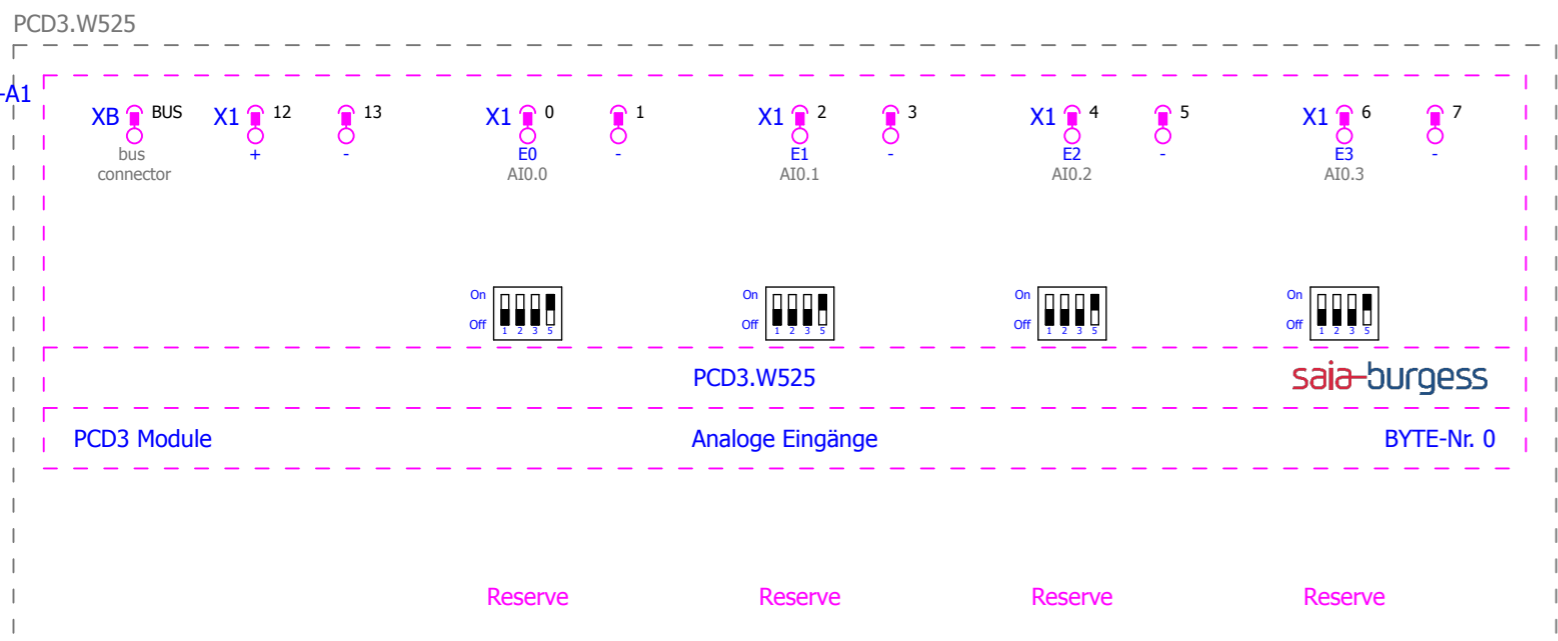 PCD3.W525
-A1
XB BUS X1 12 13 X1 0 1 X1 2 3 X1 4 5 X1 6 7
bus + - E0 - E1 - E2 - E3 -
connector AI0.0 AI0.1 AI0.2 AI0.3
On On On On
Off Off Off Off
1 2 3 5 1 2 3 5 1 2 3 5 1 2 3 5
PCD3.W525 saia-burgess
PCD3 Module Analoge Eingänge BYTE-Nr. 0
Reserve Reserve Reserve Reserve